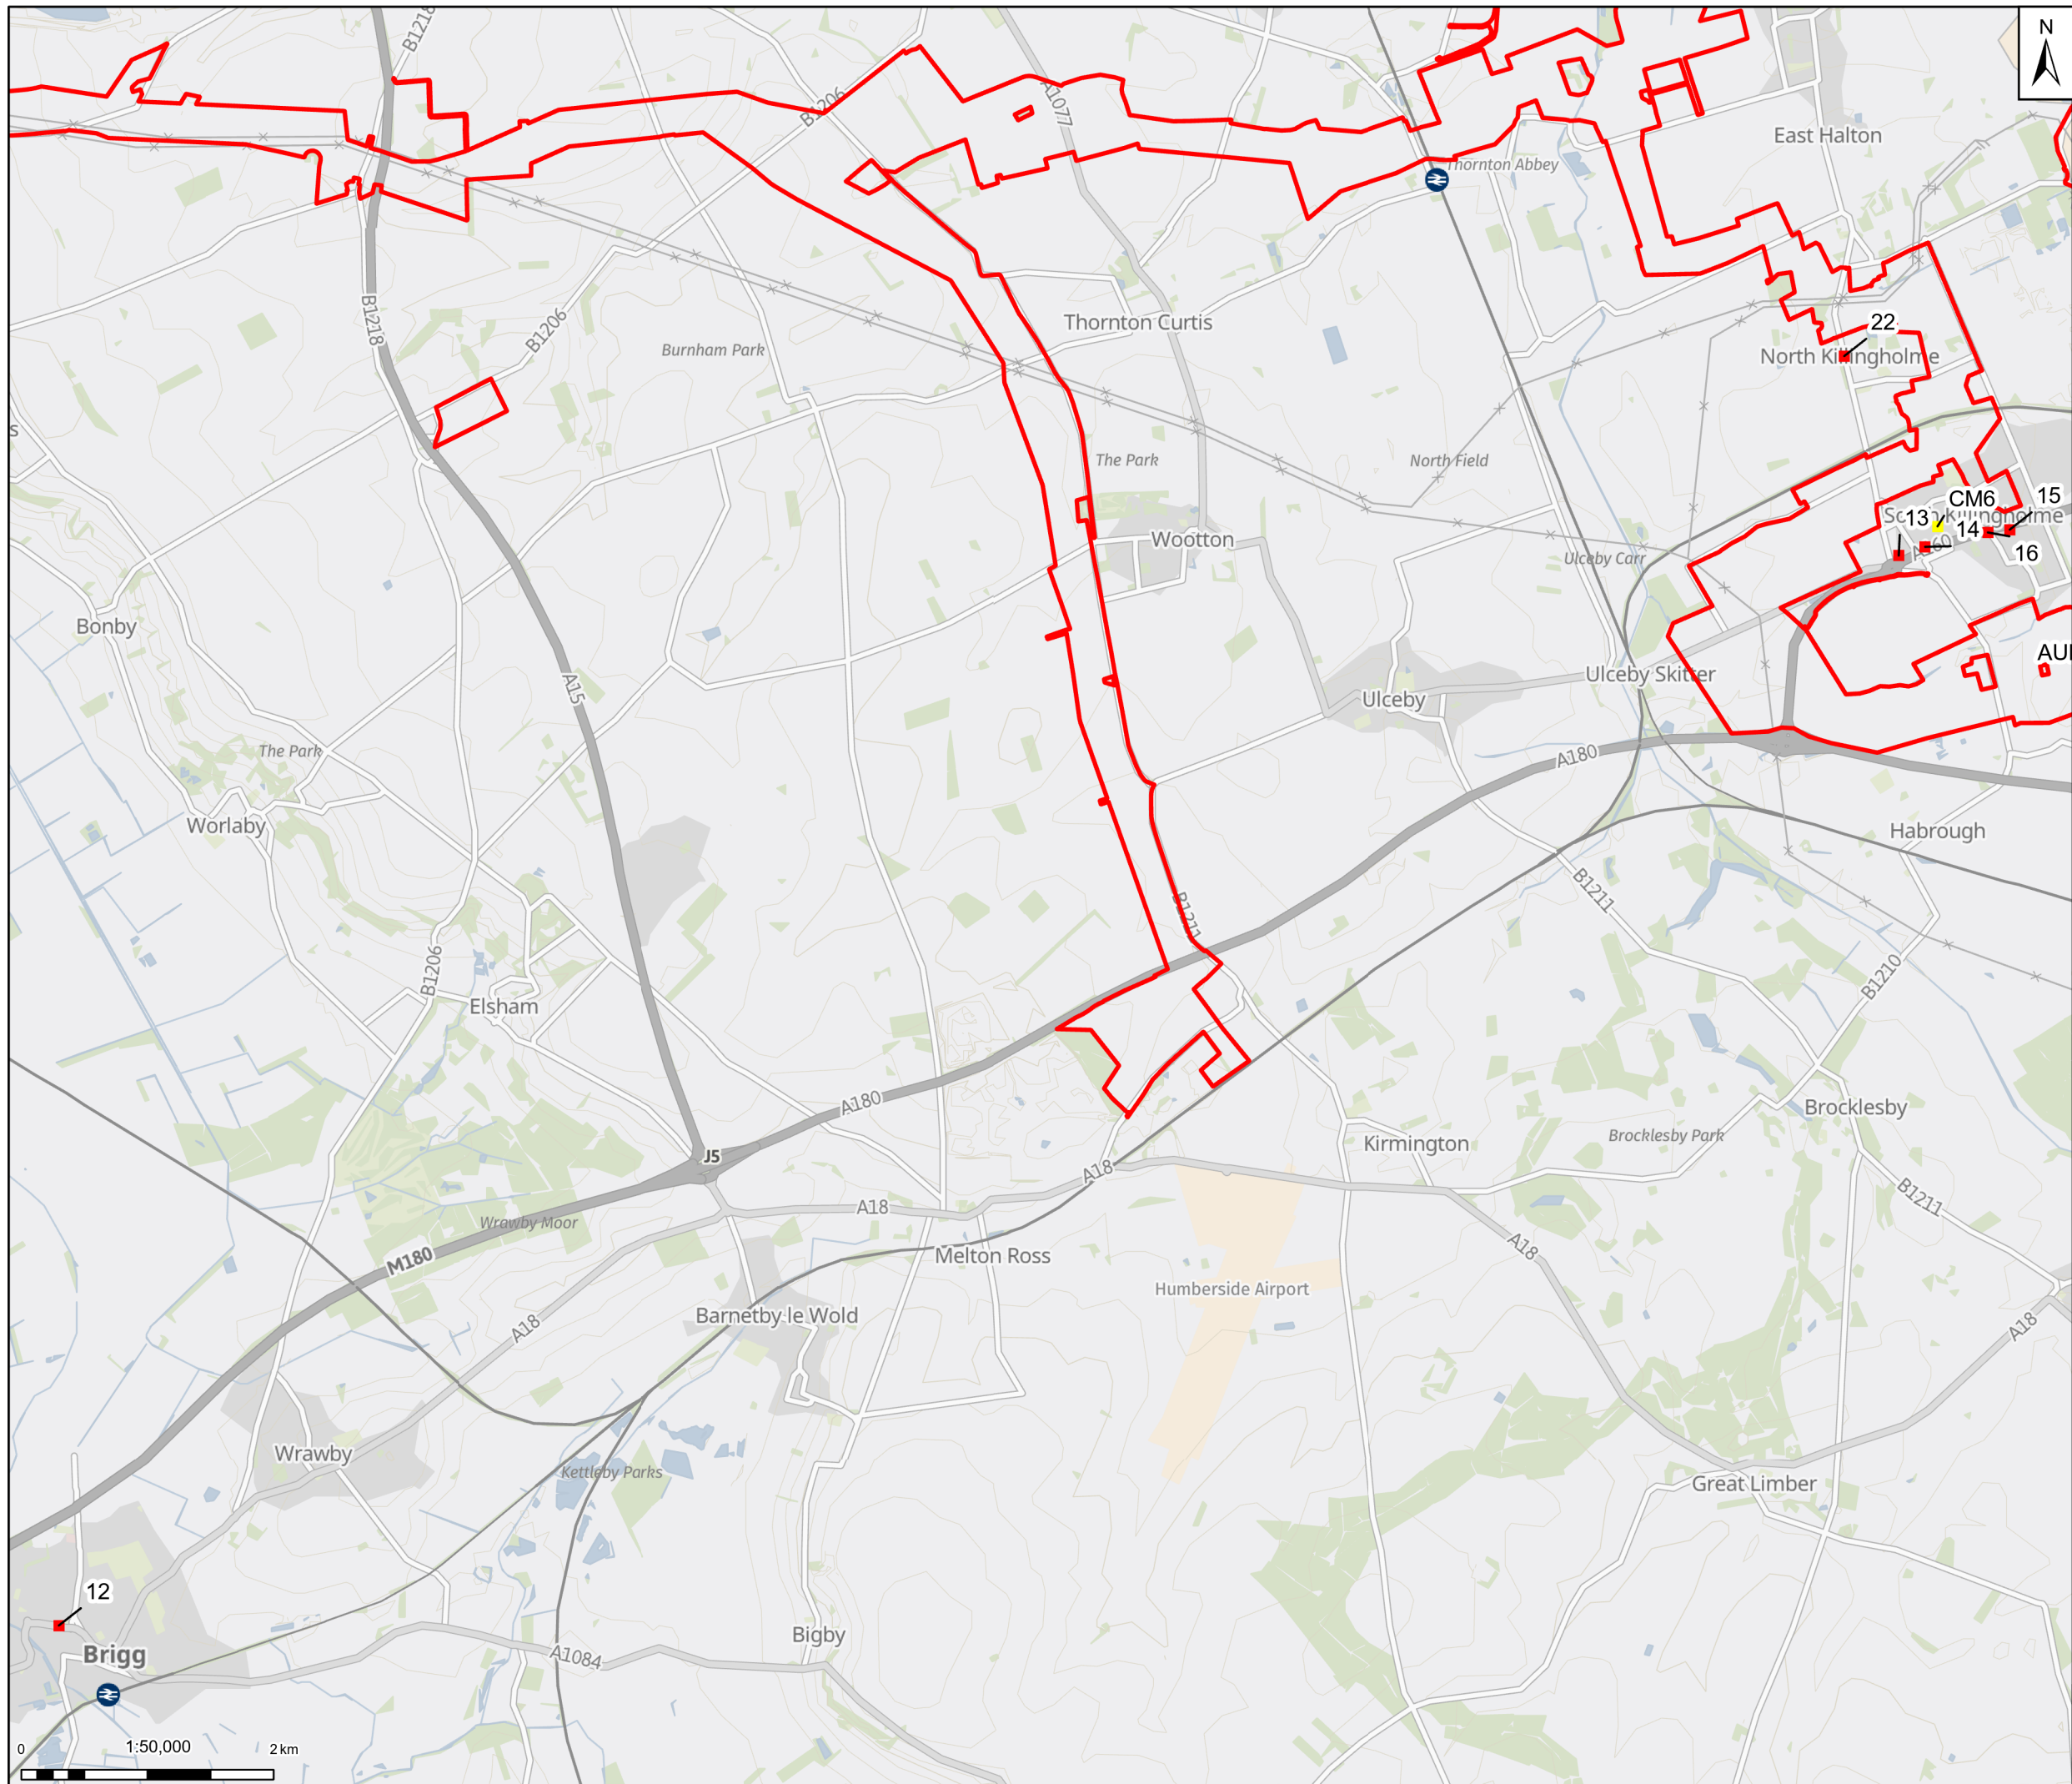 B1218
N
B1206
A1077
East Halton
Thornton Abbey
B1218
B1206
Thornton Curtis
22
Burnham Park
North Killingholme
s
The Park
North Field
CM6
15
13
South Killingholme
14
Wootton
A160
16
Ulceby Carr
Bonby
AU
A15
Ulceby Skitter
Ulceby
The Park
A180
Worlaby
Habrough
B1211
B1211
B1206
B1210
Elsham
A180
Brocklesby
Kirmington
Brocklesby Park
J5
A18
B1211
A18
Wrawby Moor
A18
M180
Melton Ross
Humberside Airport
Barnetby le Wold
A18
A18
Wrawby
Kettleby Parks
Great Limber
12
Bigby
Brigg
A1084
0 1:50,000 2 km